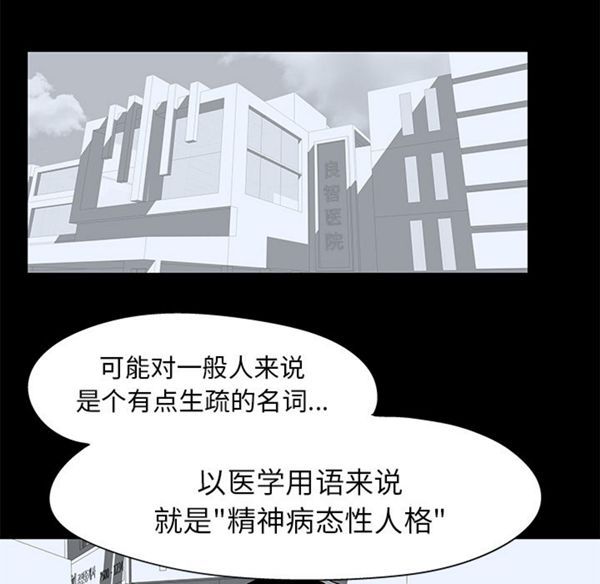 良智医院
可能对一般人来说
是个有点生疏的名词...
以医学用语来说
就是"精神病态性人格"